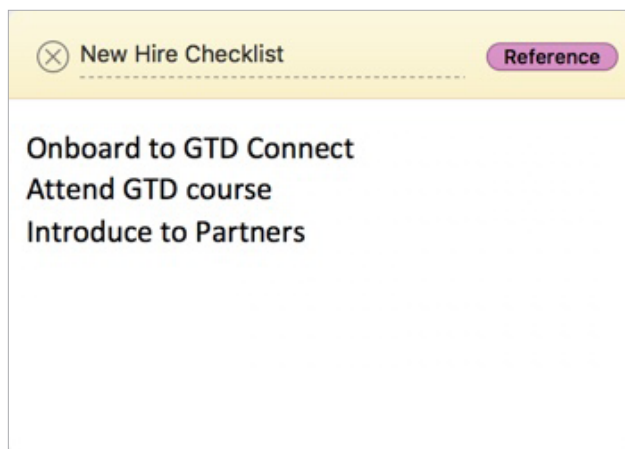 New Hire Checklist
Reference
Onboard to GTD Connect
Attend GTD course
Introduce to Partners